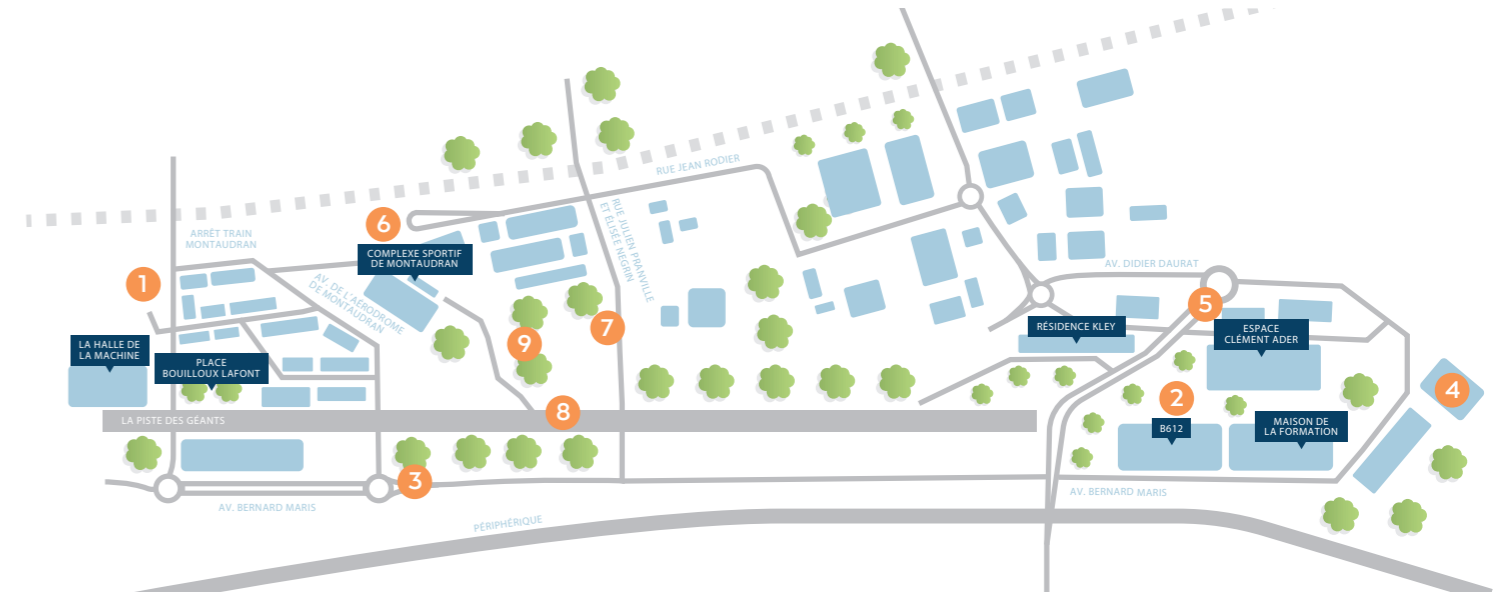 RUE JEAN RODIER
6
ARRÊT TRAIN
MONTAUDRAN
COMPLEXE SPORTIF
DE MONTAUDRAN
RUE JULIEN PRANVILLE
ET ÉLISÉE NEGRIN
AV. DIDIER DAURAT
1
AV. DE L'AÉRODROME
DE MONTAUDRAN
5
7
9
RÉSIDENCE KLEY
ESPACE
CLÉMENT ADER
LA HALLE DE
LA MACHINE
PLACE
BOUILLOUX LAFONT
4
2
8
LA PISTE DES GÉANTS
B612
MAISON DE
LA FORMATION
3
AV. BERNARD MARIS
AV. BERNARD MARIS
PÉRIPHÉRIQUE